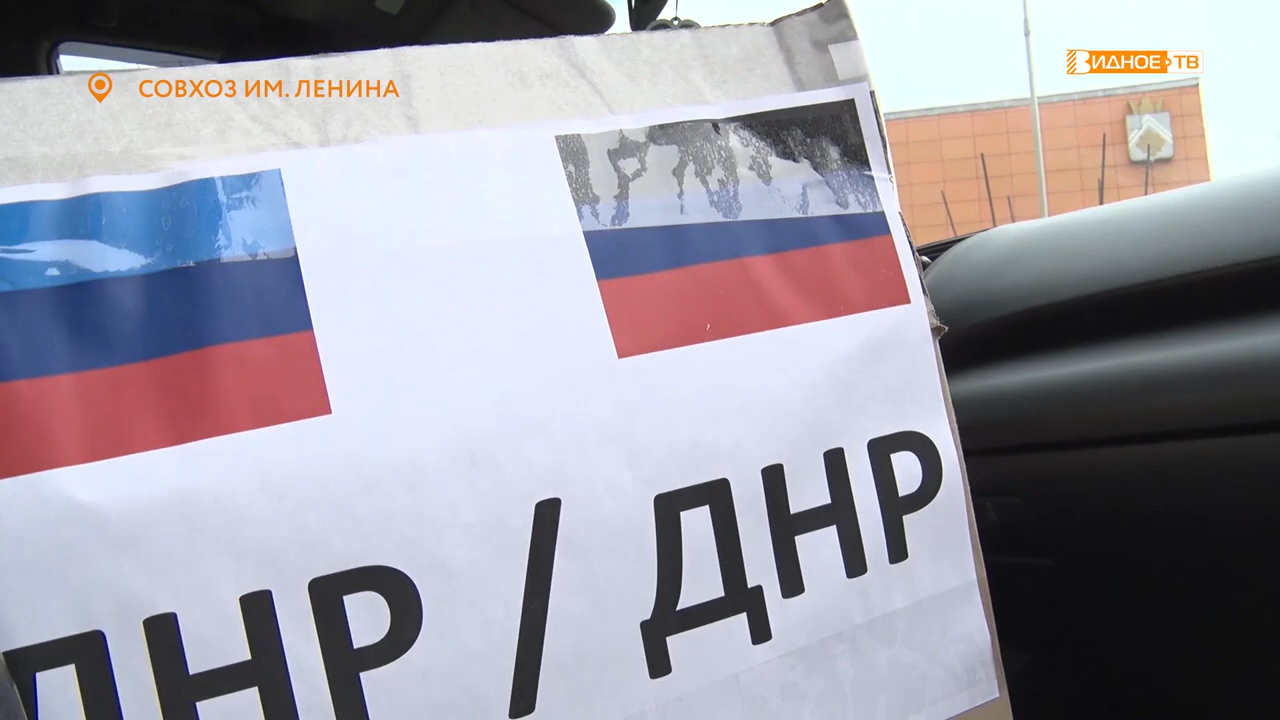 СОВХОЗ ИМ. ЛЕНИНА
ВИДНОЕ ТВ
ЛНР / ДНР